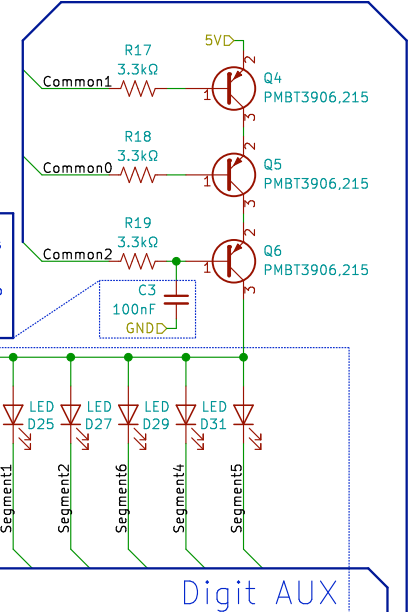 5V
R17
3.3kΩ
Common1
1
2
3
Q4
PMBT3906,215
R18
3.3kΩ
Common0
1
2
3
Q5
PMBT3906,215
R19
3.3kΩ
Common2
1
2
3
Q6
PMBT3906,215
C3
100nF
GND
LED
D25
LED
D27
LED
D29
LED
D31
Segment1
Segment2
Segment6
Segment4
Segment5
Digit AUX